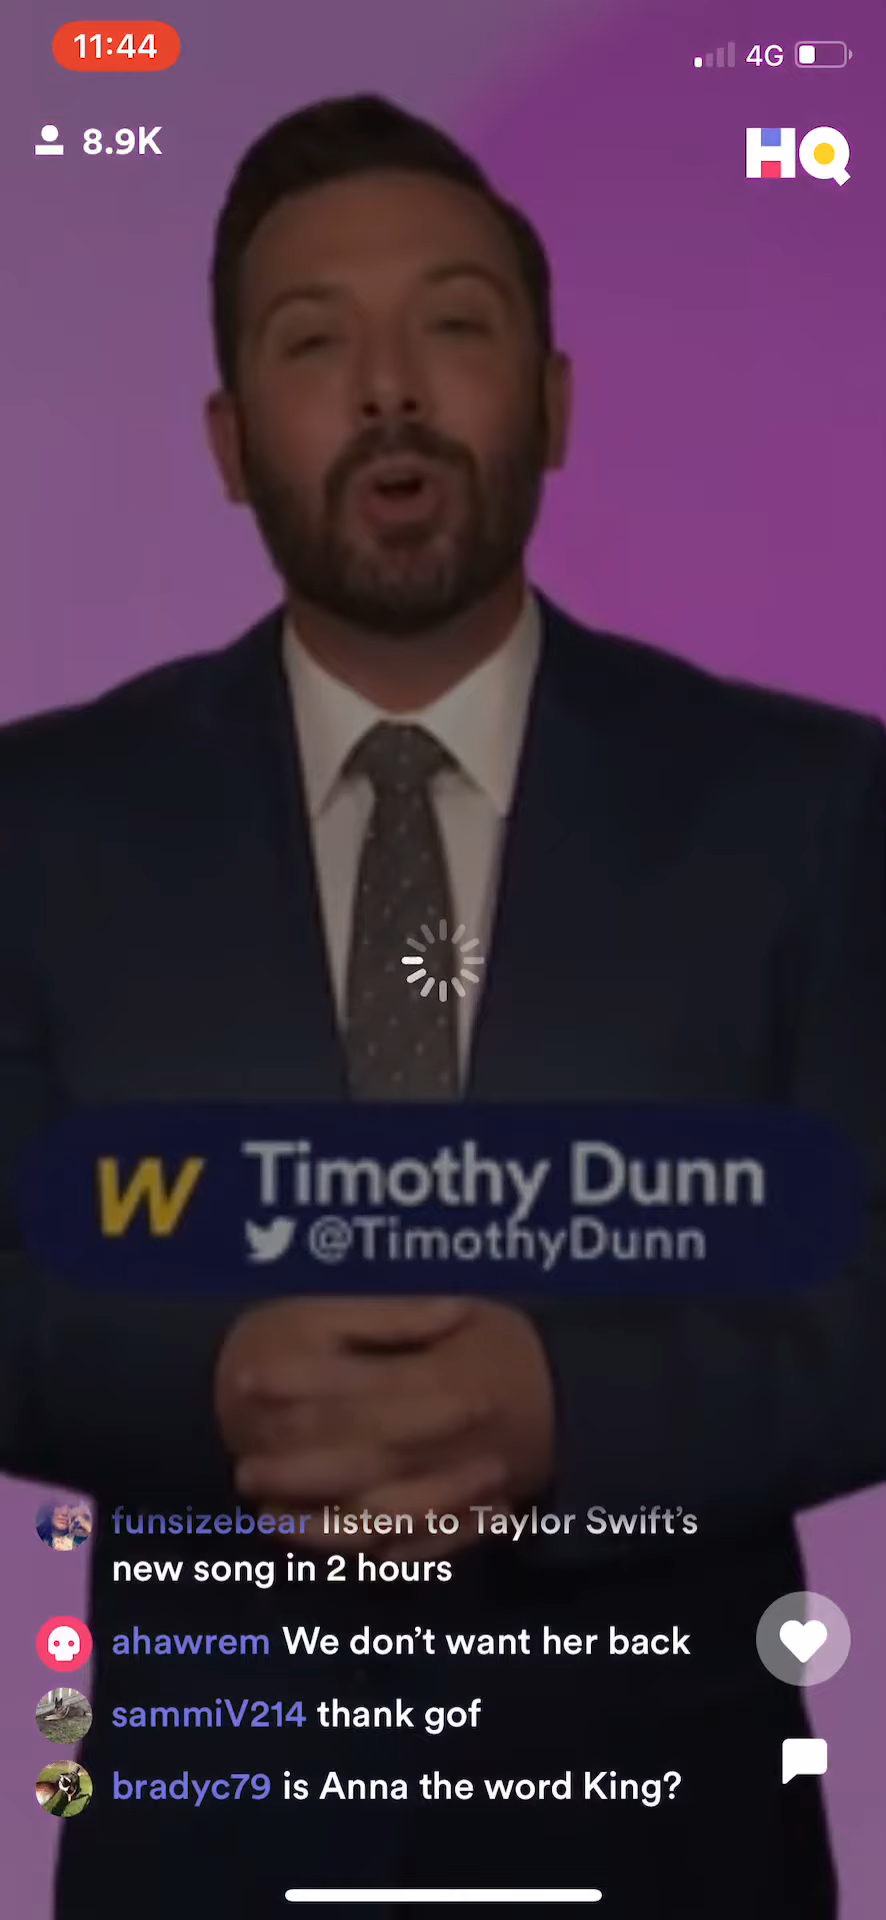 11:44
4G
8.9K
HQ
W
Timothy Dunn
@TimothyDunn
funsizebear listen to Taylor Swift’s
new song in 2 hours
ahawrem We don’t want her back
sammiV214 thank gof
bradyc79 is Anna the word King?